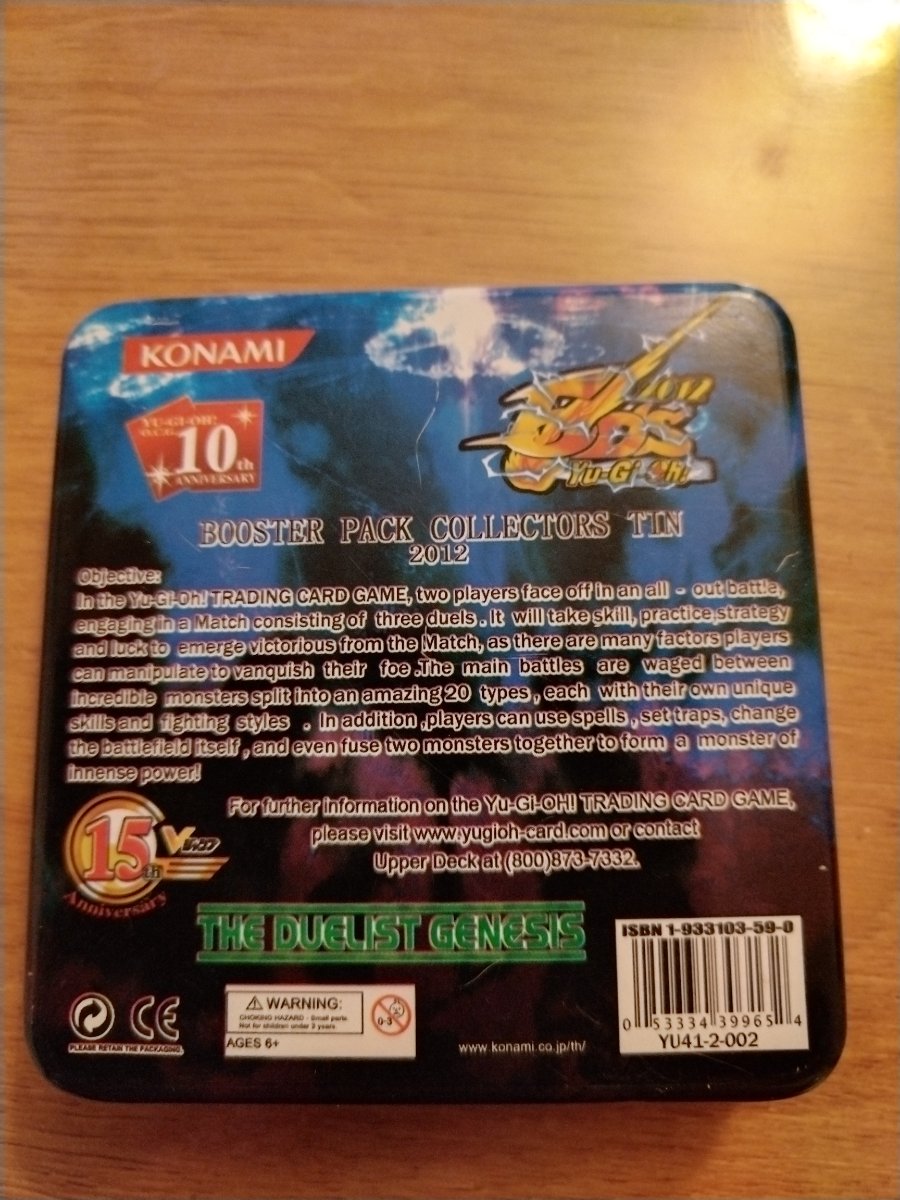 KONAMI
YU-GI-OH!
O.C.G
10th
ANNIVERSARY
2012
Yu-Gi Oh!
BOOSTER PACK COLLECTORS TIN
2012
Objective:
In the Yu-Gi-Oh! TRADING CARD GAME, two players face off in an all - out battle,
engaging in a Match consisting of three duels . It will take skill, practice,strategy
and luck to emerge victorious from the Match, as there are many factors players
can manipulate to vanquish their foe .The main battles are waged between
incredible monsters split into an amazing 20 types , each with their own unique
skills and fighting styles . In addition ,players can use spells , set traps, change
the battlefield itself , and even fuse two monsters together to form a monster of
innense power!
15th
Anniversary
For further information on the Yu-Gi-OH! TRADING CARD GAME,
please visit www.yugioh-card.com or contact
Upper Deck at (800)873-7332.
THE DUELIST GENESIS
ISBN 1-933103-59-0
0 53334 39965 4
YU41-2-002
CE
PLEASE RETAIN THE PACKAGING
WARNING:
CHOKING HAZARD - Small parts
Not for children under 3 years
0-3
AGES 6+
www.konami.co.jp/th/